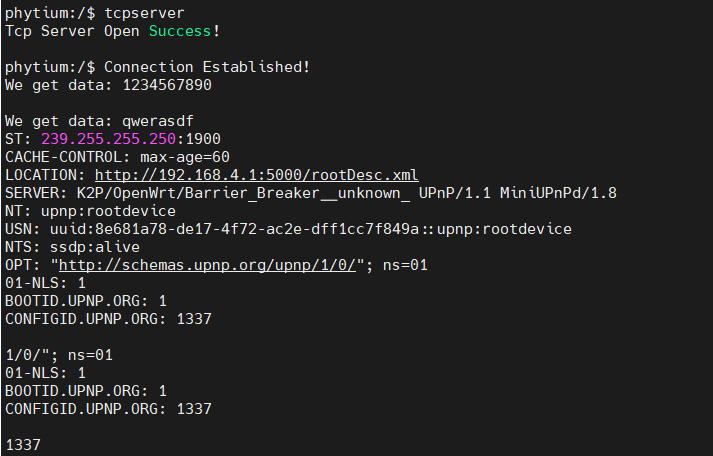 phytium:/$ tcpserver
Tcp Server Open Success!
phytium:/$ Connection Established!
We get data: 1234567890
We get data: qwerasdf
ST: 239.255.255.250:1900
CACHE-CONTROL: max-age=60
LOCATION: http://192.168.4.1:5000/rootDesc.xml
SERVER: K2P/OpenWrt/Barrier_Breaker__unknown_ UPnP/1.1 MiniUPnPd/1.8
NT: upnp:rootdevice
USN: uuid:8e681a78-de17-4f72-ac2e-dff1cc7f849a::upnp:rootdevice
NTS: ssdp:alive
OPT: "http://schemas.upnp.org/upnp/1/0/"; ns=01
01-NLS: 1
BOOTID.UPNP.ORG: 1
CONFIGID.UPNP.ORG: 1337
1/0/"; ns=01
01-NLS: 1
BOOTID.UPNP.ORG: 1
CONFIGID.UPNP.ORG: 1337
1337